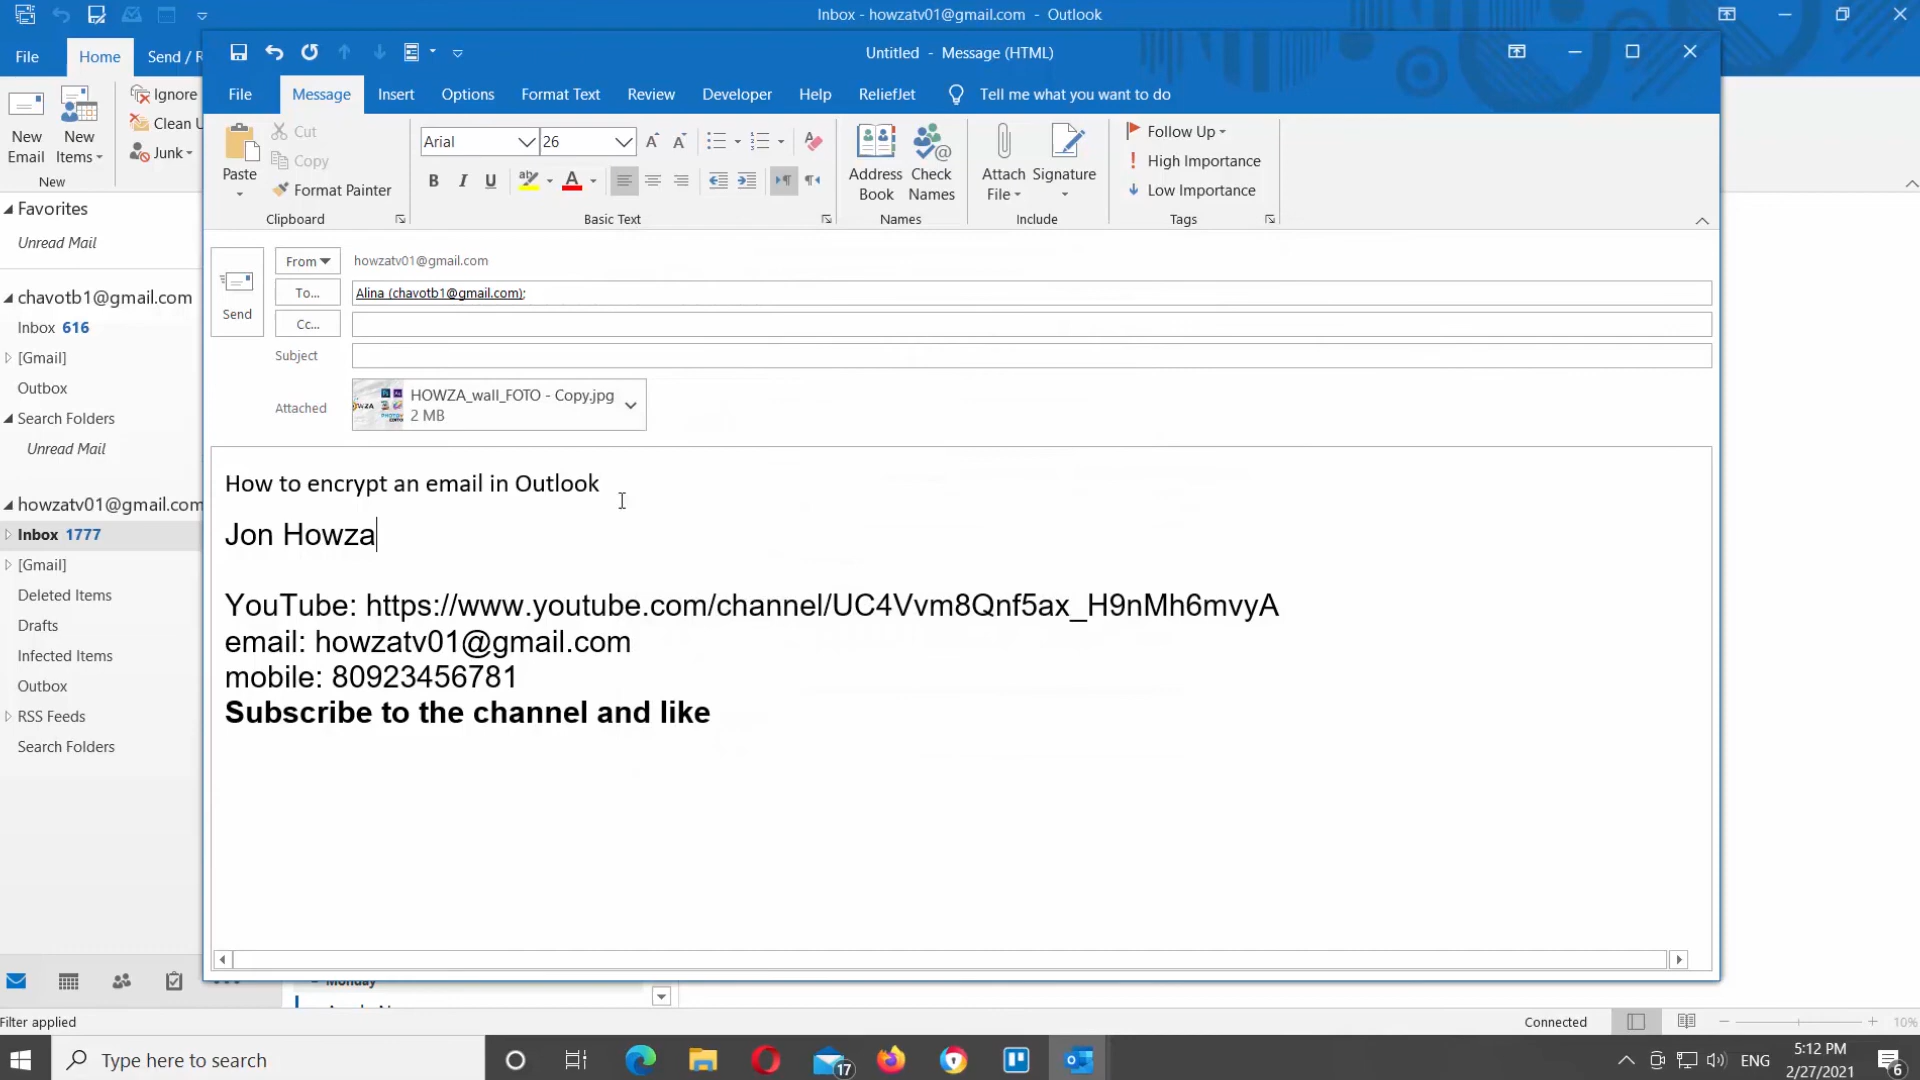 Inbox - howzatv01@gmail.com - Outlook
File Home Send / R
Untitled - Message (HTML)
File Message Insert Options Format Text Review Developer Help ReliefJet Tell me what you want to do
New Email
New Items
Ignore
Clean U
Junk
New
Paste
Cut
Copy
Format Painter
Clipboard
Arial 26
B I U
Basic Text
Address Book
Check Names
Names
Attach File
Signature
Include
Follow Up
High Importance
Low Importance
Tags
Favorites
Unread Mail
chavotb1@gmail.com
Inbox 616
[Gmail]
Outbox
Search Folders
Unread Mail
howzatv01@gmail.com
Inbox 1777
[Gmail]
Deleted Items
Drafts
Infected Items
Outbox
RSS Feeds
Search Folders
Send
From howzatv01@gmail.com
To... Alina (chavotb1@gmail.com);
Cc...
Subject
Attached HOWZA_wall_FOTO - Copy.jpg
2 MB
How to encrypt an email in Outlook
Jon Howza
YouTube: https://www.youtube.com/channel/UC4Vvm8Qnf5ax_H9nMh6mvyA
email: howzatv01@gmail.com
mobile: 80923456781
Subscribe to the channel and like
Monday
Filter applied
Connected
10%
Type here to search
17
ENG
5:12 PM
2/27/2021
6